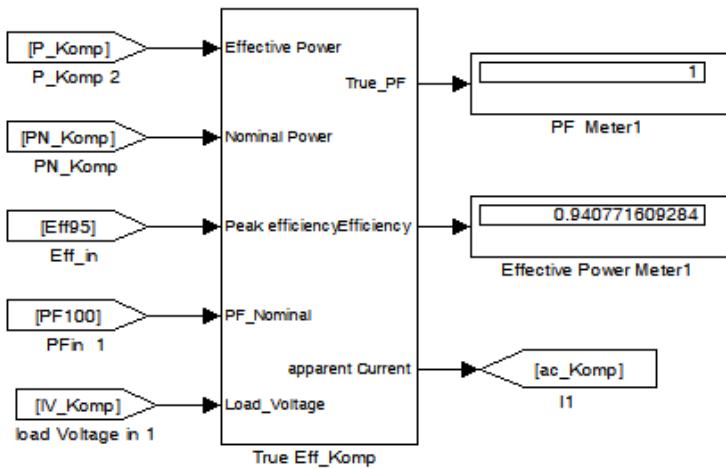 [P_Komp]
P_Komp 2
Effective Power
True_PF
1
PF Meter1
[PN_Komp]
PN_Komp
Nominal Power
[Eff95]
Eff_in
Peak efficiency
Efficiency
0.940771609284
Effective Power Meter1
[PF100]
PFin 1
PF_Nominal
apparent Current
[ac_Komp]
I1
[IV_Komp]
load Voltage in 1
Load_Voltage
True Eff_Komp